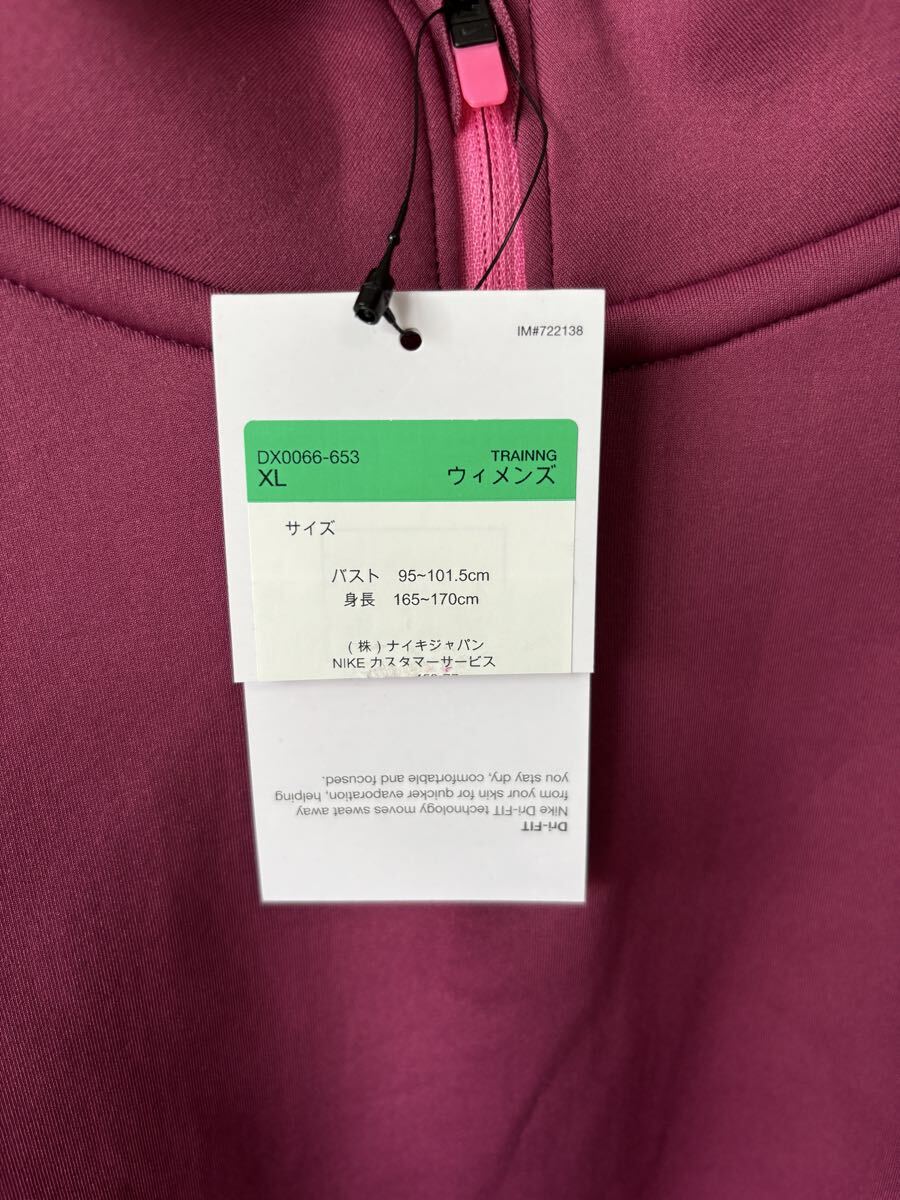 IM#722138
DX0066-653
TRAINNG
XL
ウィメンズ
サイズ
バスト 95~101.5cm
身長 165~170cm
(株)ナイキジャパン
NIKE カスタマーサービス
Dri-FIT
Nike Dri-FIT technology moves sweat away
from your skin for quicker evaporation, helping
you stay dry, comfortable and focused.